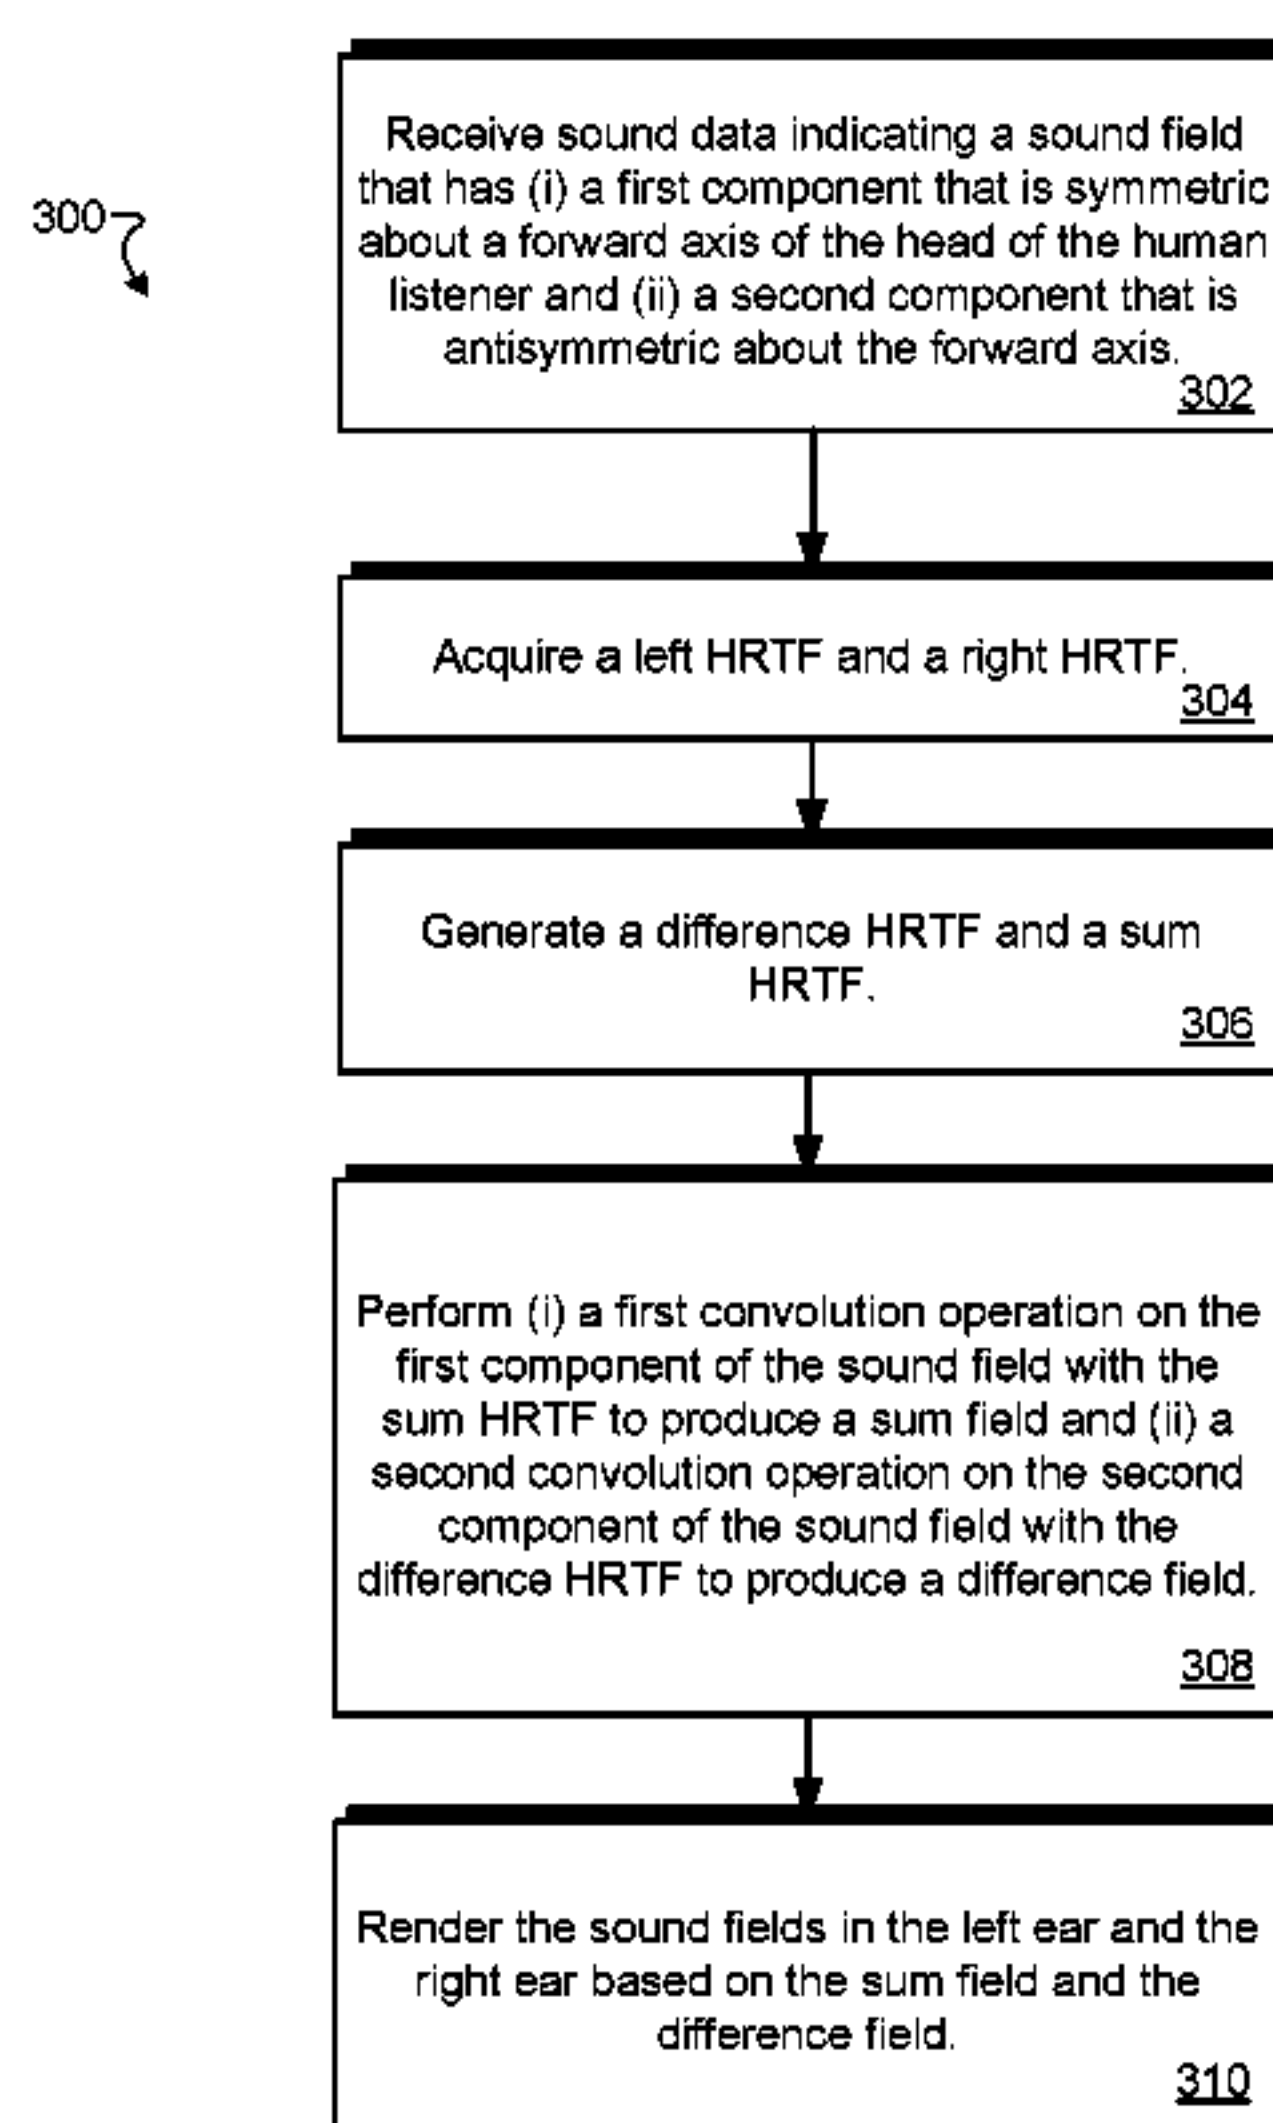 300
Receive sound data indicating a sound field
that has (i) a first component that is symmetric
about a forward axis of the head of the human
listener and (ii) a second component that is
antisymmetric about the forward axis.
302
Acquire a left HRTF and a right HRTF.
304
Generate a difference HRTF and a sum
HRTF.
306
Perform (i) a first convolution operation on the
first component of the sound field with the
sum HRTF to produce a sum field and (ii) a
second convolution operation on the second
component of the sound field with the
difference HRTF to produce a difference field.
308
Render the sound fields in the left ear and the
right ear based on the sum field and the
difference field.
310